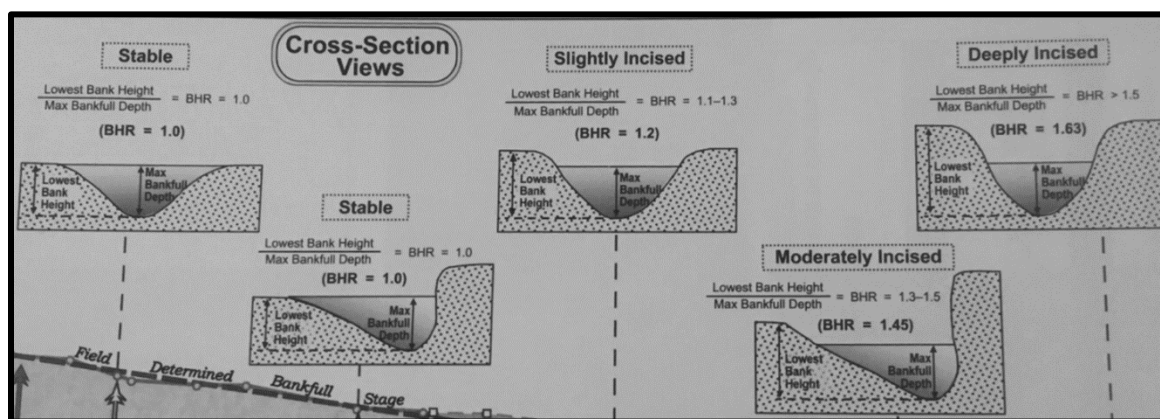 Cross-Section
Views
Stable
Lowest Bank Height
Max Bankfull Depth
= BHR = 1.0
(BHR = 1.0)
Lowest
Bank
Height
Max
Bankfull
Depth
Stable
Lowest Bank Height
Max Bankfull Depth
= BHR = 1.0
(BHR = 1.0)
Lowest
Bank
Height
Max
Bankfull
Depth
Slightly Incised
Lowest Bank Height
Max Bankfull Depth
= BHR = 1.1–1.3
(BHR = 1.2)
Lowest
Bank
Height
Max
Bankfull
Depth
Moderately Incised
Lowest Bank Height
Max Bankfull Depth
= BHR = 1.3–1.5
(BHR = 1.45)
Lowest
Bank
Height
Max
Bankfull
Depth
Deeply Incised
Lowest Bank Height
Max Bankfull Depth
= BHR > 1.5
(BHR = 1.63)
Lowest
Bank
Height
Max
Bankfull
Depth
Field Determined Bankfull Stage